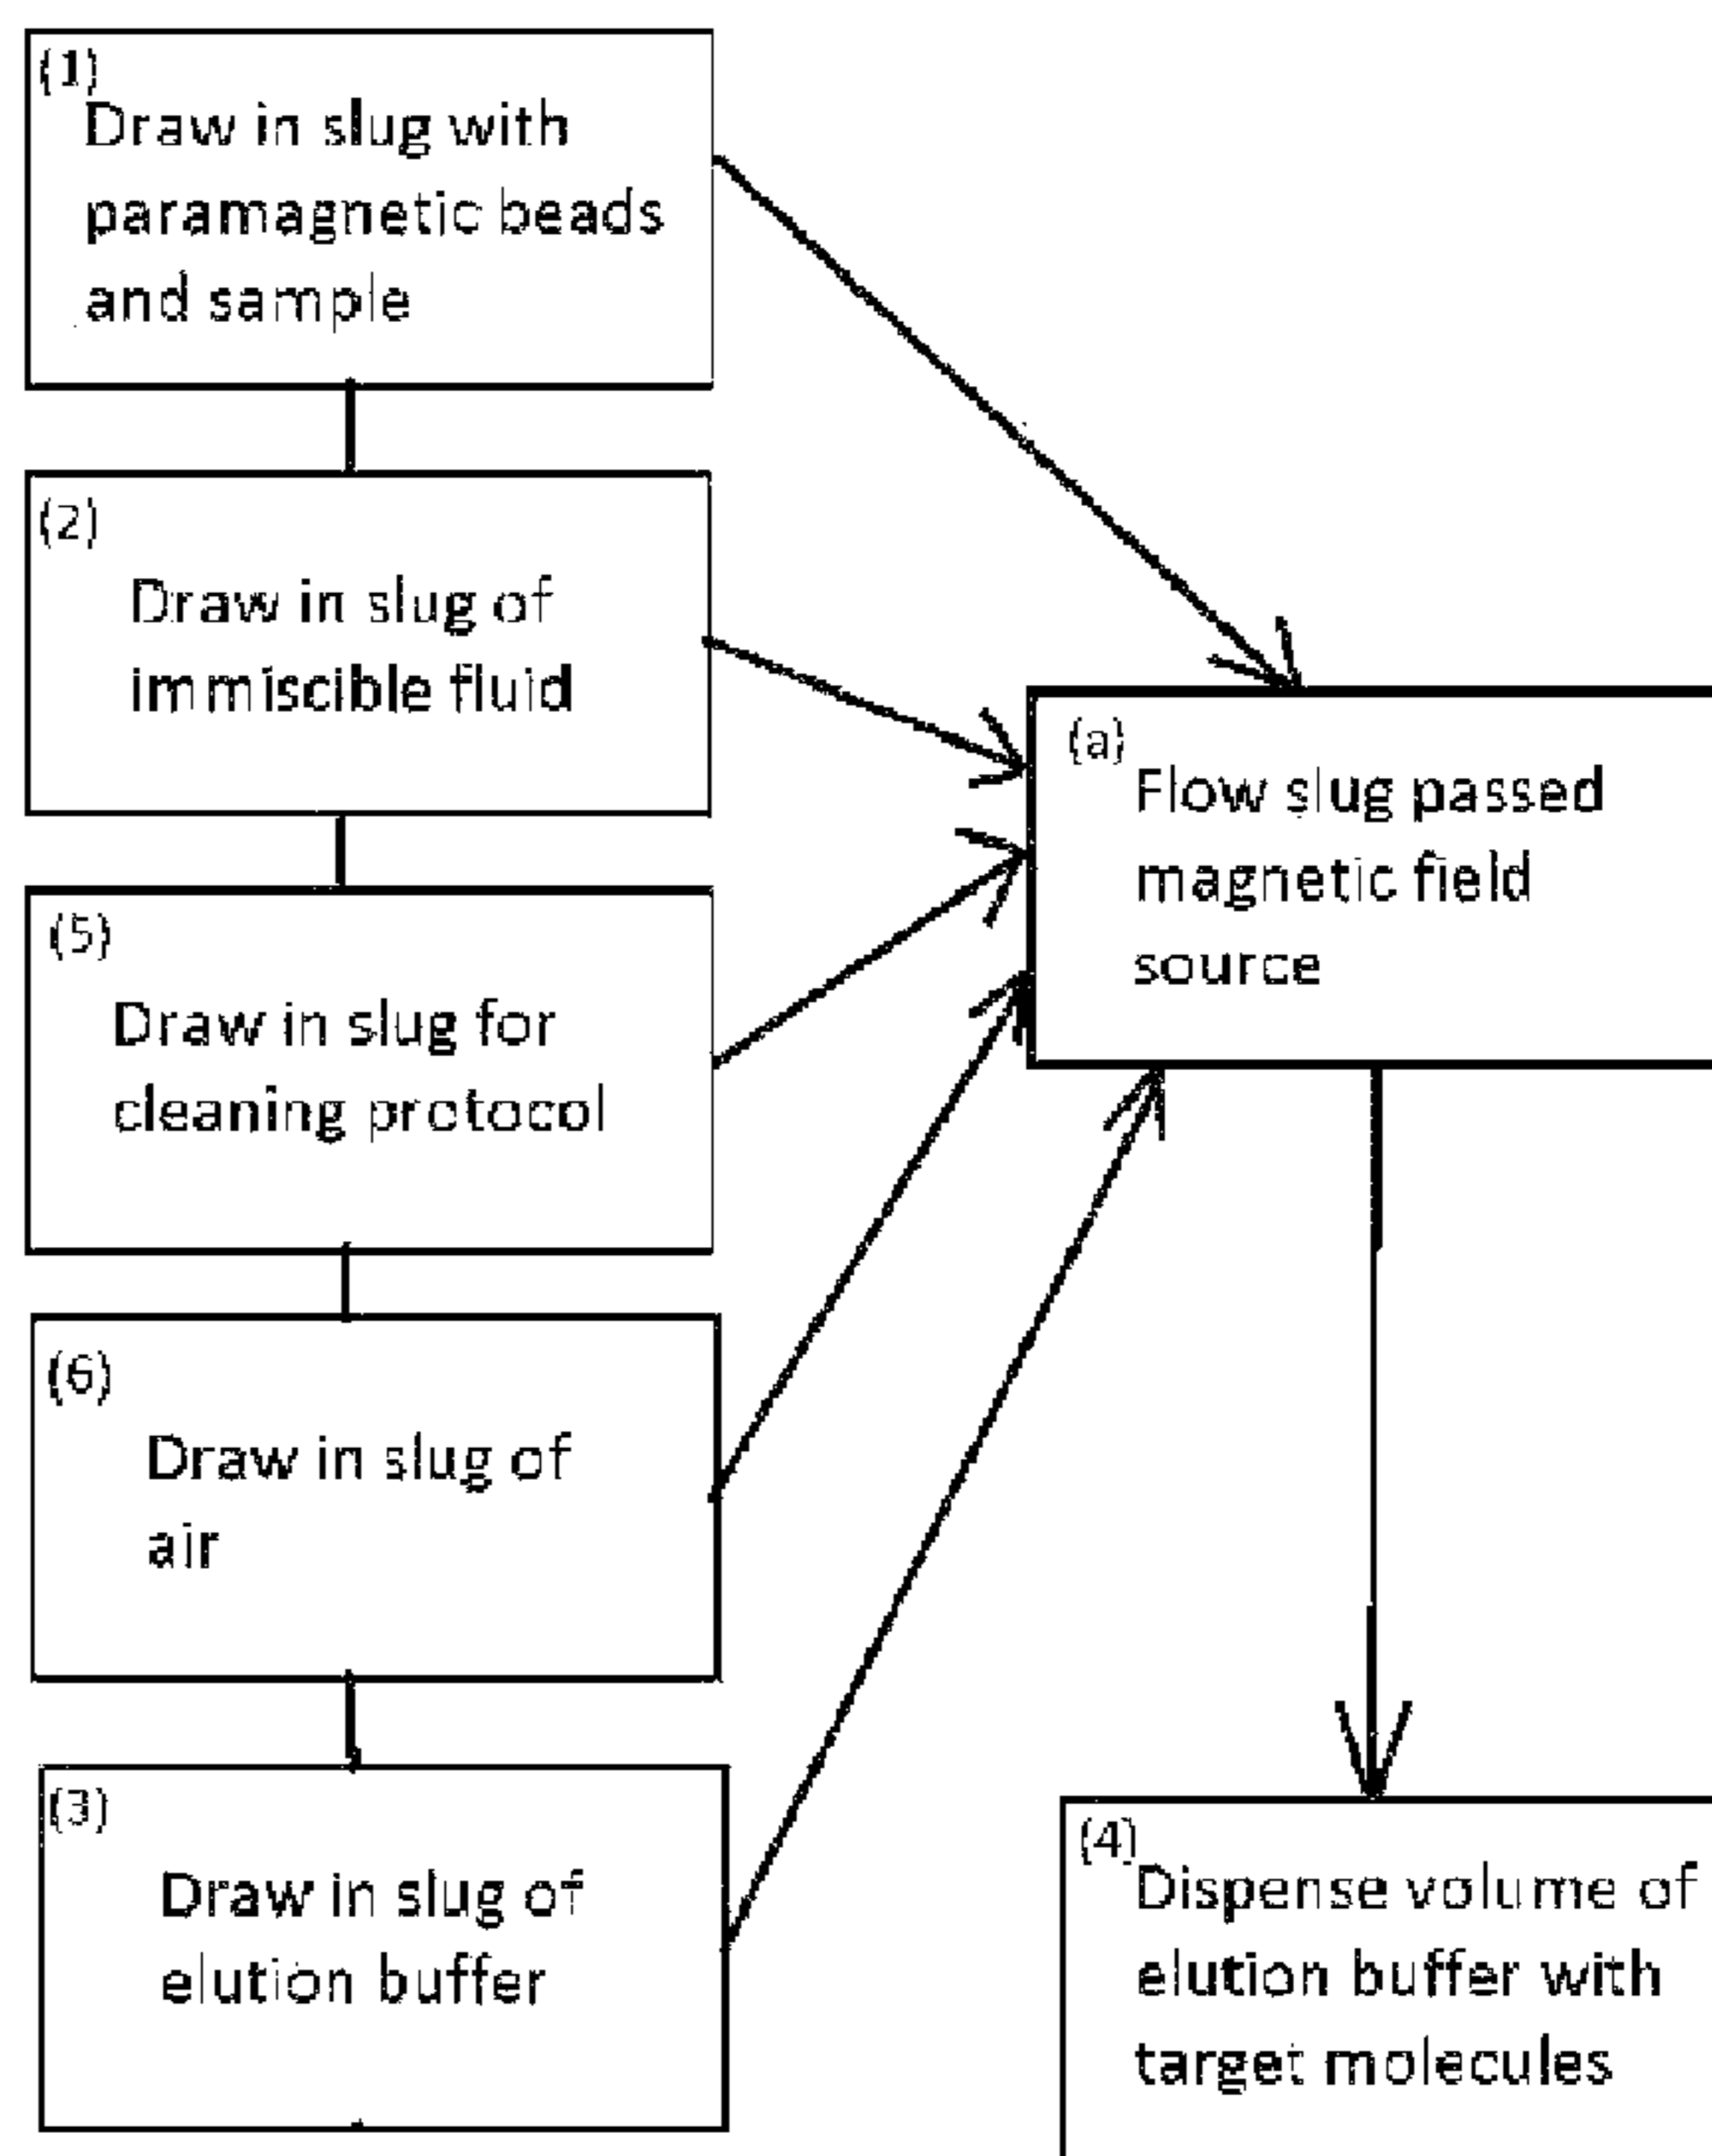 (1)
Draw in slug with
paramagnetic beads
and sample
(2)
Draw in slug of
immiscible fluid
(5)
Draw in slug for
cleaning protocol
(6)
Draw in slug of
air
(3)
Draw in slug of
elution buffer
(a)
Flow slug passed
magnetic field
source
(4)
Dispense volume of
elution buffer with
target molecules